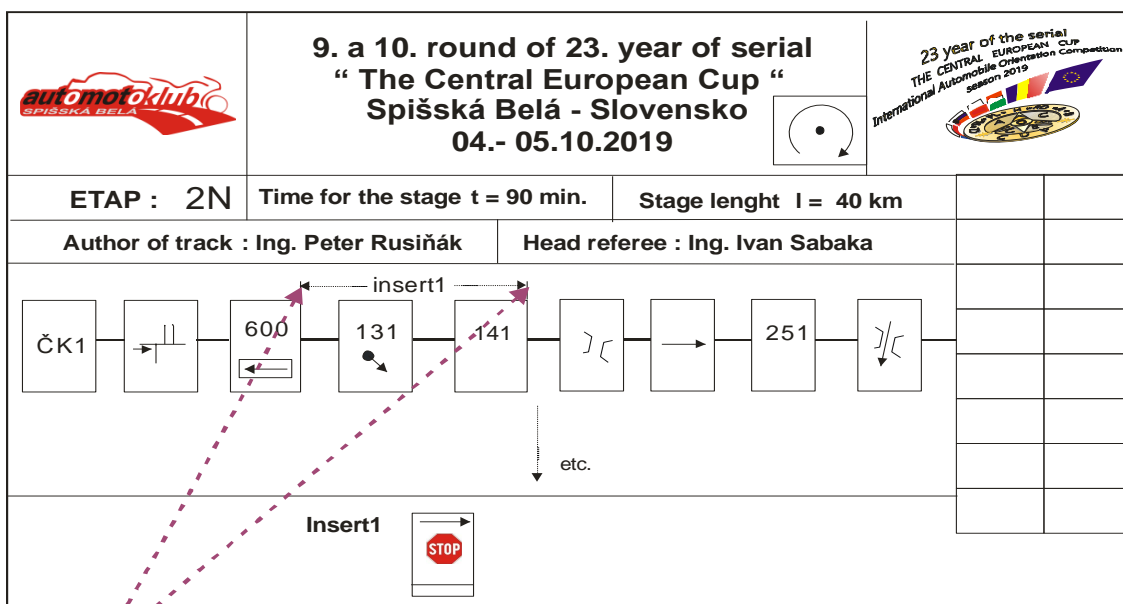 automotoklub
SPIŠSKÁ BELÁ
9. a 10. round of 23. year of serial
“ The Central European Cup “
Spišská Belá - Slovensko
04.- 05.10.2019
23 year of the serial
THE CENTRAL EUROPEAN CUP
International Automobile Orientation Competition
season 2019
ETAP : 2N
Time for the stage t = 90 min.
Stage lenght l = 40 km
Author of track : Ing. Peter Rusiňák
Head referee : Ing. Ivan Sabaka
insert1
ČK1
600
131
141
251
etc.
Insert1
STOP